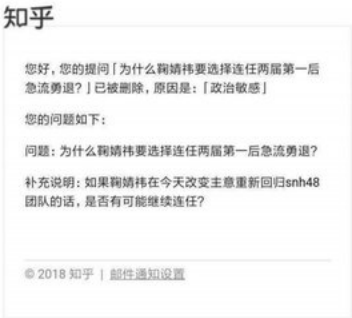 知乎
您好，您的提问「为什么鞠婧祎要选择连任两届第一后
急流勇退？」已被删除，原因是：「政治敏感」
您的问题如下：
问题：为什么鞠婧祎要选择连任两届第一后急流勇退？
补充说明：如果鞠婧祎在今天改变主意重新回归snh48
团队的话，是否有可能继续连任？
© 2018 知乎 | 邮件通知设置